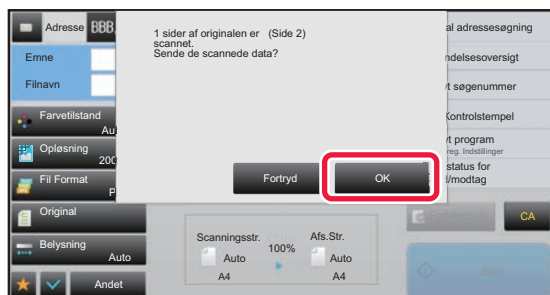 Adresse
BBB
Emne
Filnavn
Farvetilstand
Au
Opløsning
200
Fil Format
P
Original
Belysning
Auto
Andet
1 sider af originalen er (Side 2)
scannet.
Sende de scannede data?
Fortryd
OK
Scanningsstr.
100%
Afs.Str.
Auto
Auto
A4
A4
al adressesøgning
ndelsesoversigt
t søgenummer
Kontrolstempel
t program
reg. Indstillinger
status for
/modtag
CA
Start